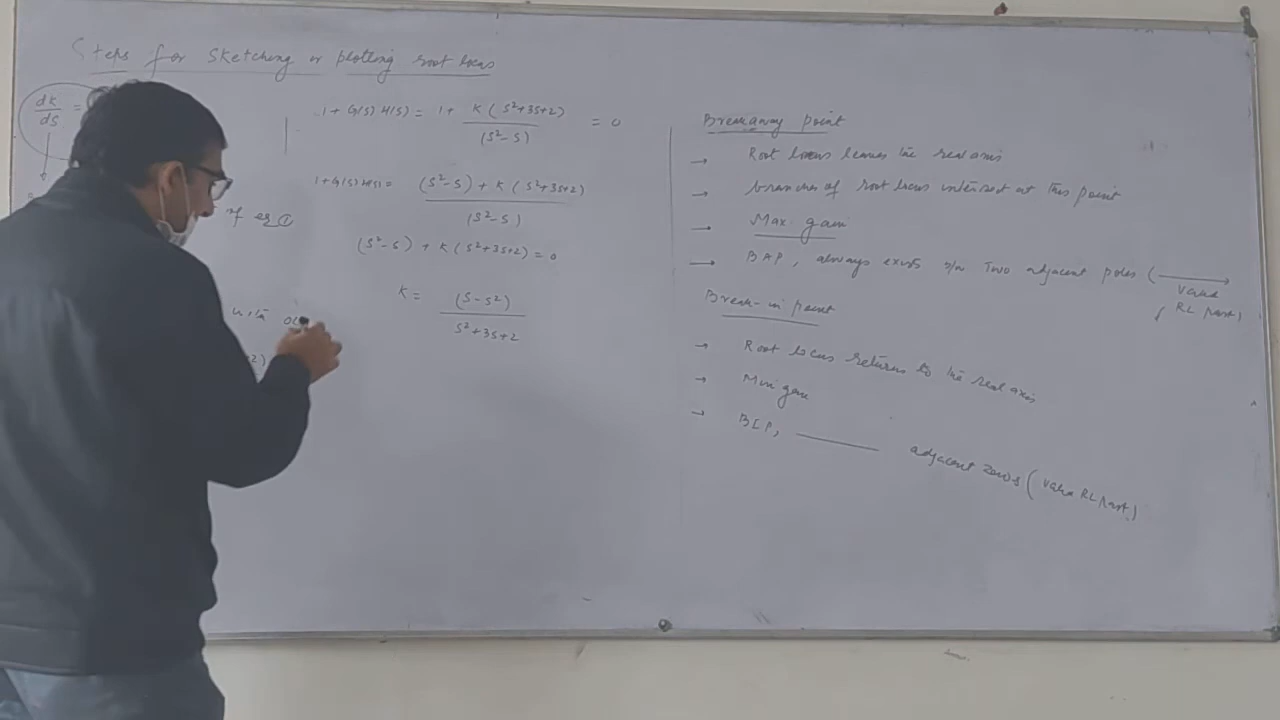 Steps for sketching or plotting root locus
dk/ds =
of eq ①
2)
1 + G(s) H(s) = 1 + K (s²+3s+2) / (s²-s) = 0
1 + G(s) H(s) = (s²-s) + K (s²+3s+2) / (s²-s)
(s²-s) + K (s²+3s+2) = 0
K = (s-s²) / s²+3s+2
Breakaway point
→ Root locus leaves the real axis
→ branches of root locus intersect at this point
→ Max. gain
→ BAP, always exists b/w two adjacent poles (
Valid
RL part)
Break-in point
→ Root locus returns to the real axis
→ Min gain
→ BIP, ——— adjacent zeros (Valid RL part)